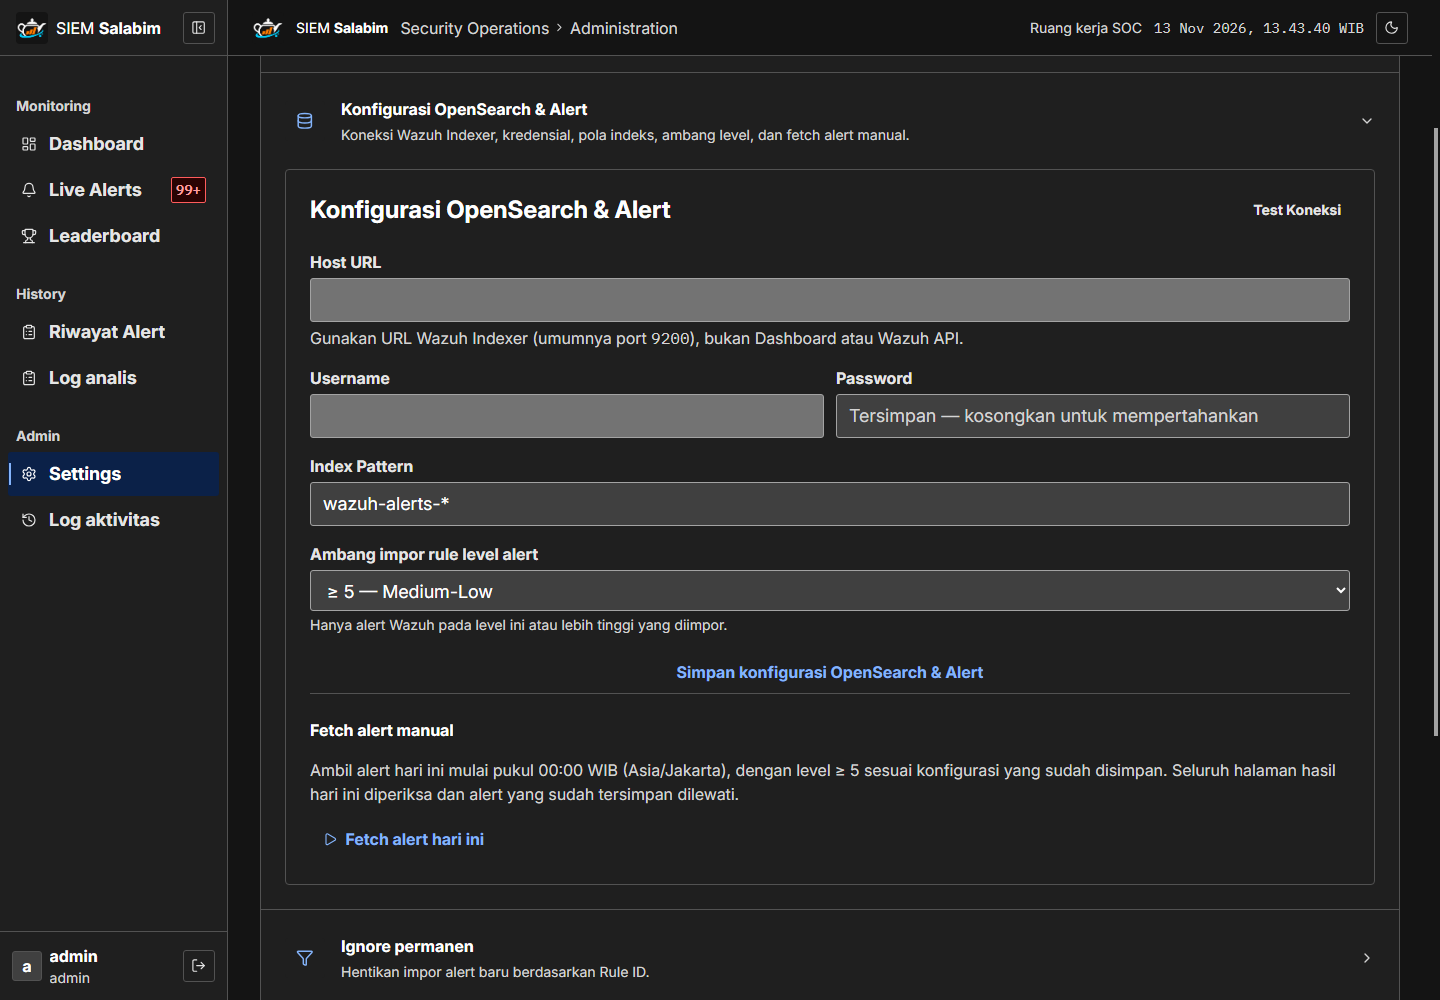 SIEM Salabim
SIEM Salabim Security Operations › Administration
Ruang kerja SOC 13 Nov 2026, 13.43.40 WIB
Monitoring
Dashboard
Live Alerts 99+
Leaderboard
History
Riwayat Alert
Log analis
Admin
Settings
Log aktivitas
a
admin
admin
Konfigurasi OpenSearch & Alert
Koneksi Wazuh Indexer, kredensial, pola indeks, ambang level, dan fetch alert manual.
Konfigurasi OpenSearch & Alert
Test Koneksi
Host URL
Gunakan URL Wazuh Indexer (umumnya port 9200), bukan Dashboard atau Wazuh API.
Username
Password
Tersimpan — kosongkan untuk mempertahankan
Index Pattern
wazuh-alerts-*
Ambang impor rule level alert
≥ 5 — Medium-Low
Hanya alert Wazuh pada level ini atau lebih tinggi yang diimpor.
Simpan konfigurasi OpenSearch & Alert
Fetch alert manual
Ambil alert hari ini mulai pukul 00:00 WIB (Asia/Jakarta), dengan level ≥ 5 sesuai konfigurasi yang sudah disimpan. Seluruh halaman hasil
hari ini diperiksa dan alert yang sudah tersimpan dilewati.
Fetch alert hari ini
Ignore permanen
Hentikan impor alert baru berdasarkan Rule ID.